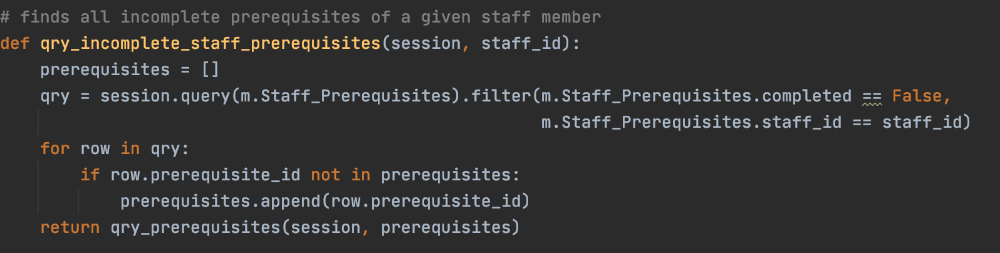 # finds all incomplete prerequisites of a given staff member
def qry_incomplete_staff_prerequisites(session, staff_id):
    prerequisites = []
    qry = session.query(m.Staff_Prerequisites).filter(m.Staff_Prerequisites.completed == False,
                                                      m.Staff_Prerequisites.staff_id == staff_id)
    for row in qry:
        if row.prerequisite_id not in prerequisites:
            prerequisites.append(row.prerequisite_id)
    return qry_prerequisites(session, prerequisites)